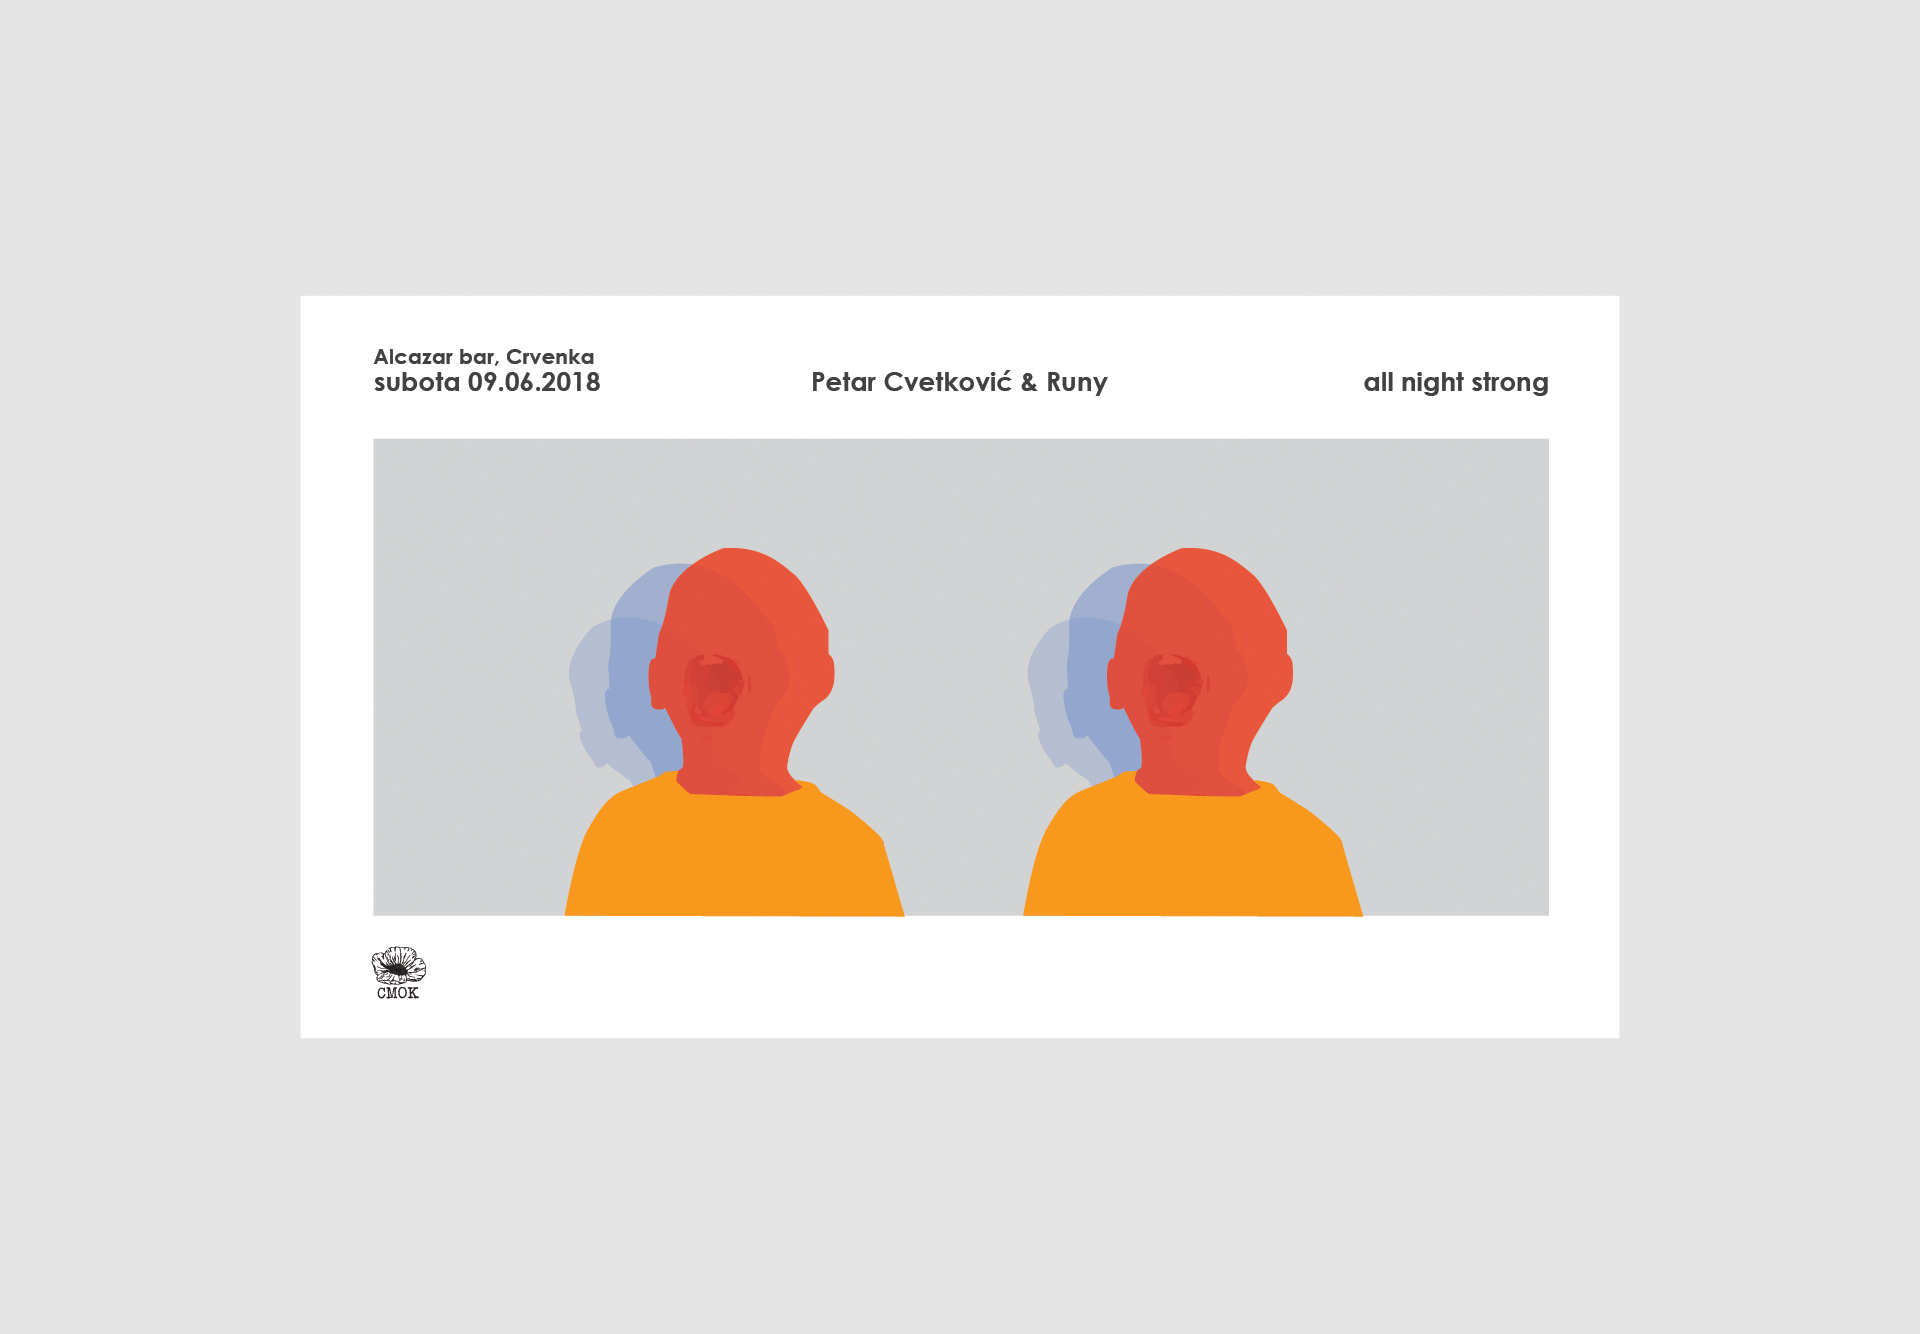 Alcazar bar, Crvenka
subota 09.06.2018
Petar Cvetković & Runy
all night strong
CMOK